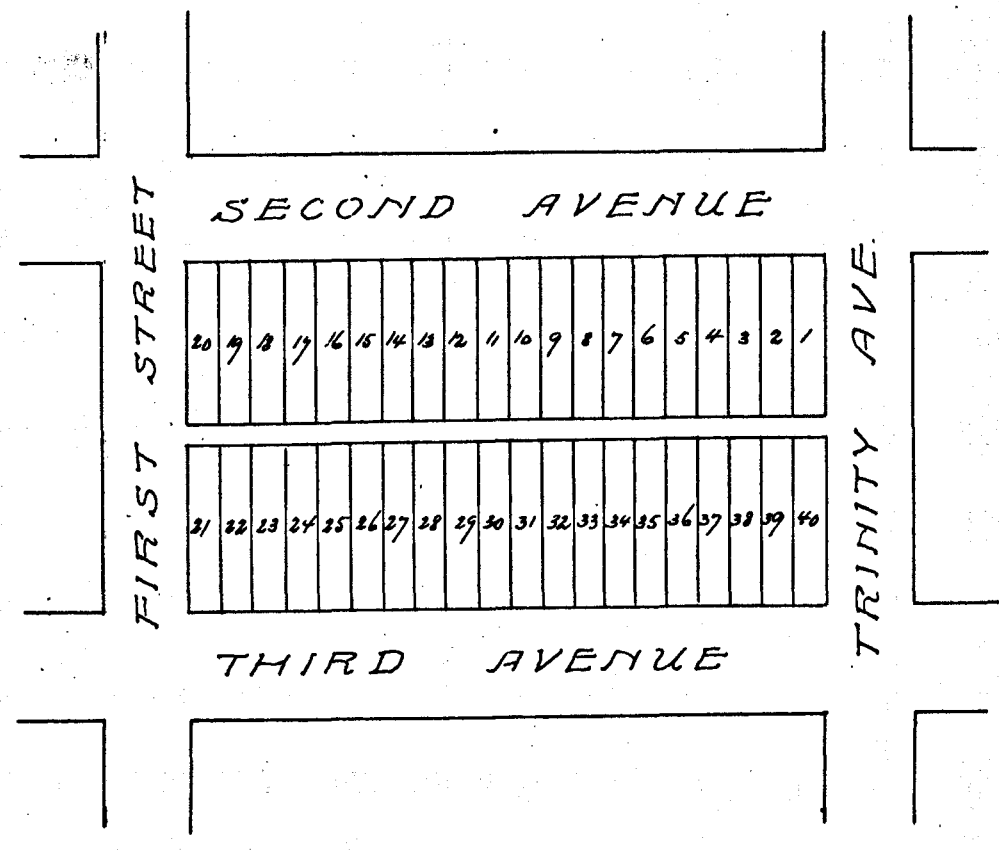 SECOND AVENUE
FIRST STREET
TRINITY AVE.
20 19 18 17 16 15 14 13 12 11 10 9 8 7 6 5 4 3 2 1
21 22 23 24 25 26 27 28 29 30 31 32 33 34 35 36 37 38 39 40
THIRD AVENUE